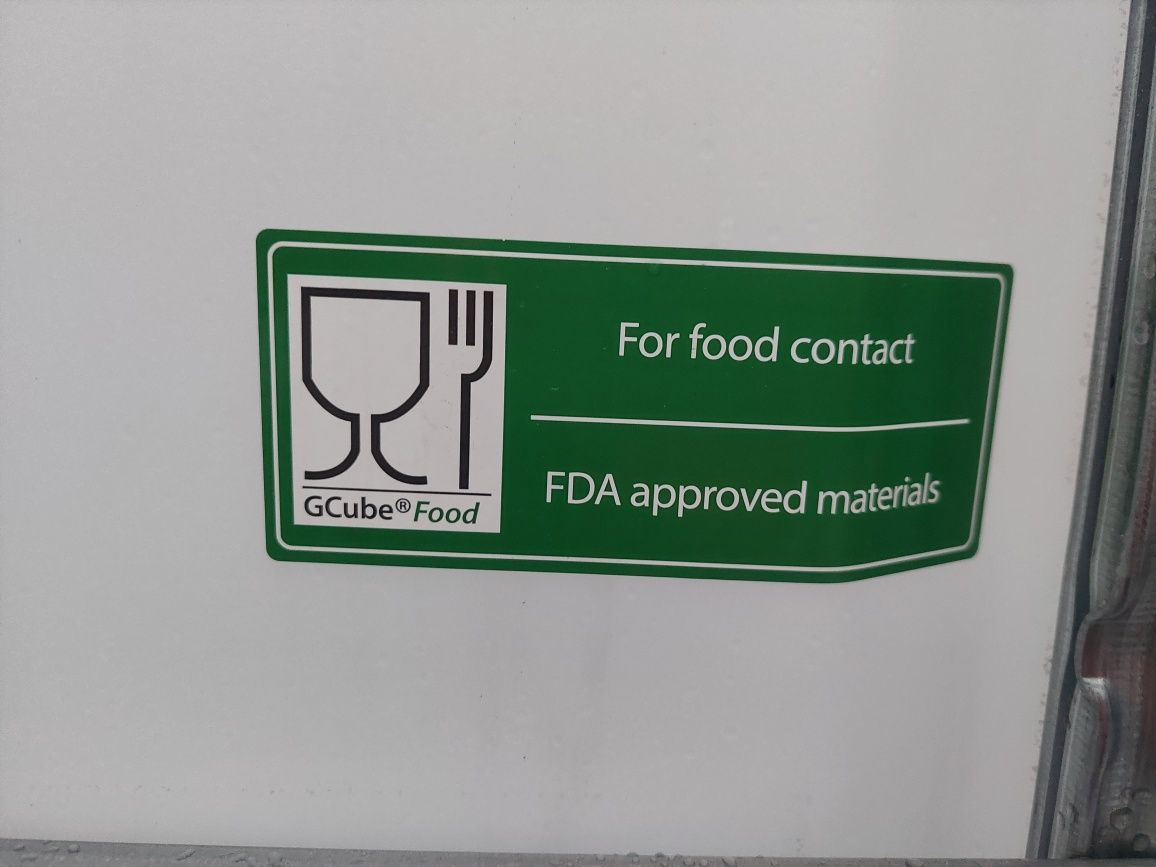 For food contact
FDA approved materials
GCube® Food